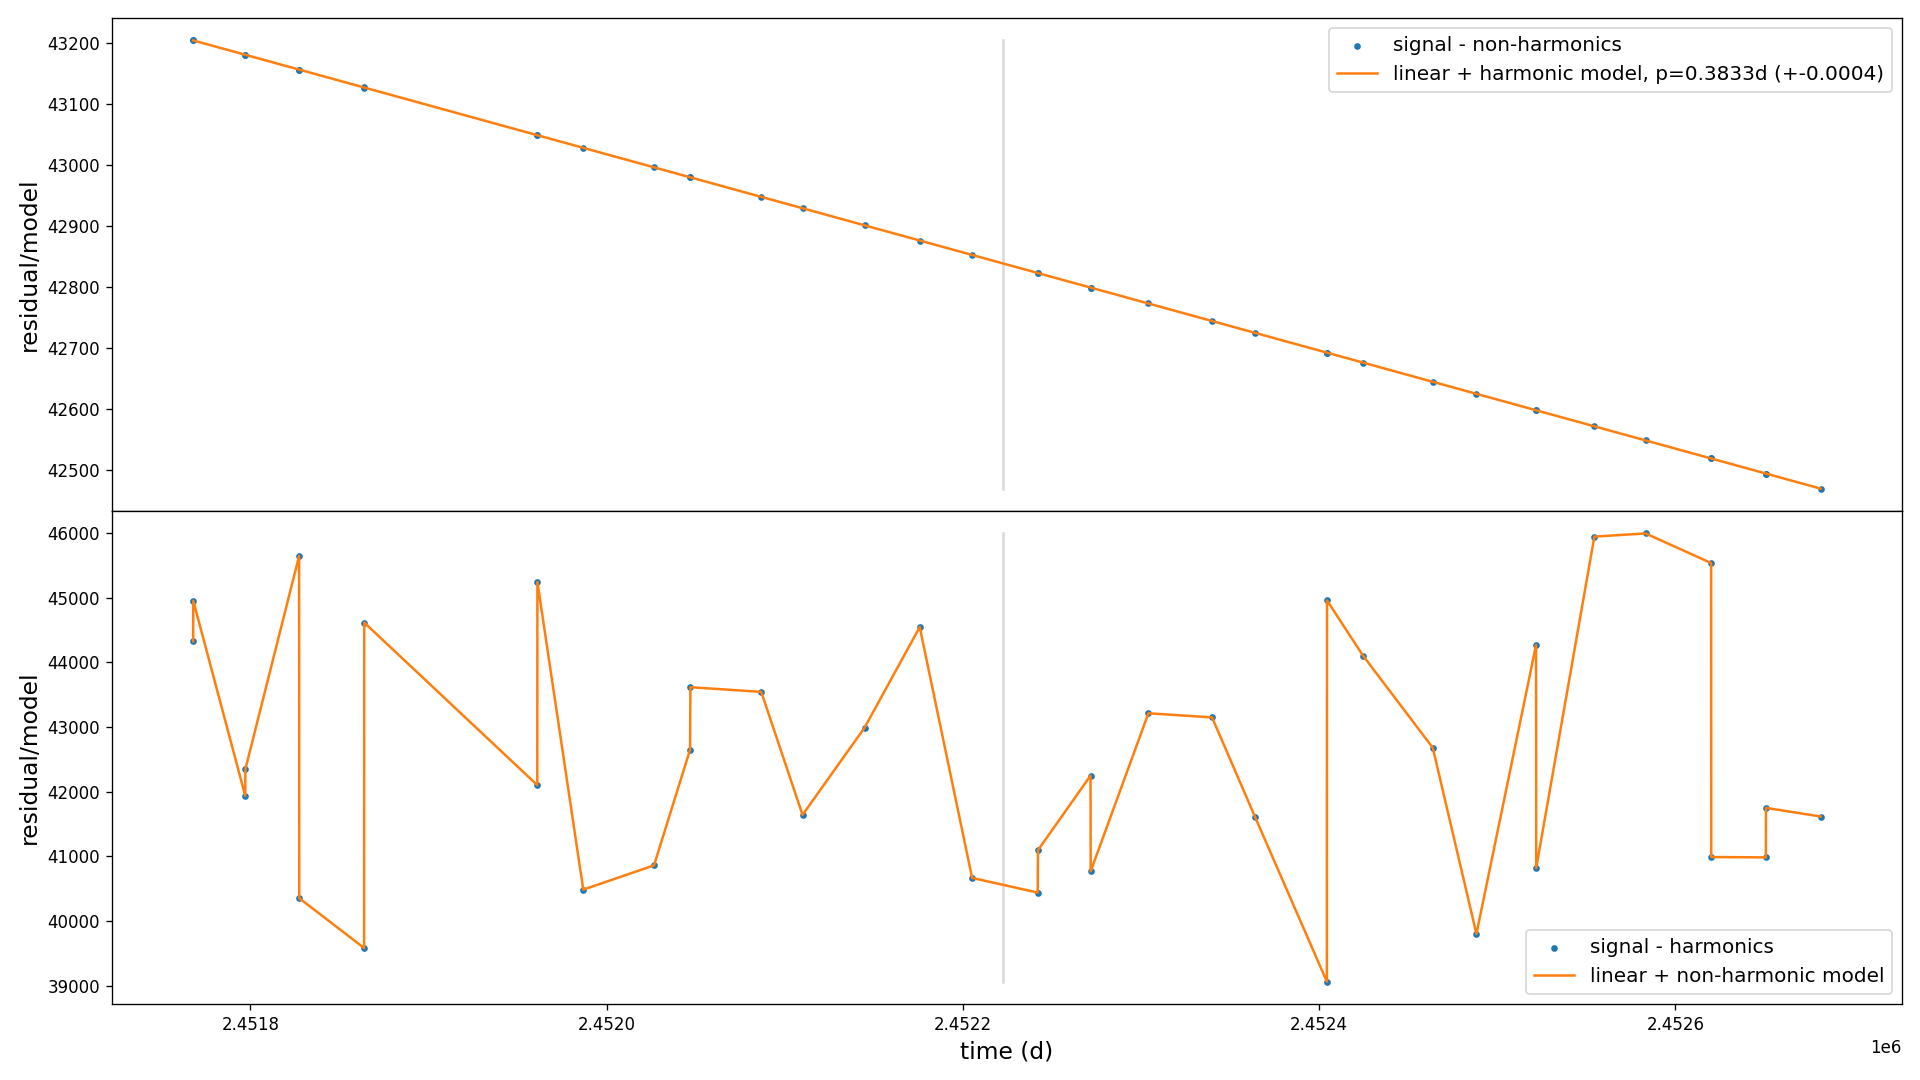 43200
43100
43000
42900
42800
42700
42600
42500
residual/model
signal - non-harmonics
linear + harmonic model, p=0.3833d (+-0.0004)
46000
45000
44000
43000
42000
41000
40000
39000
residual/model
signal - harmonics
linear + non-harmonic model
2.4518 2.4520 2.4522 2.4524 2.4526
1e6
time (d)